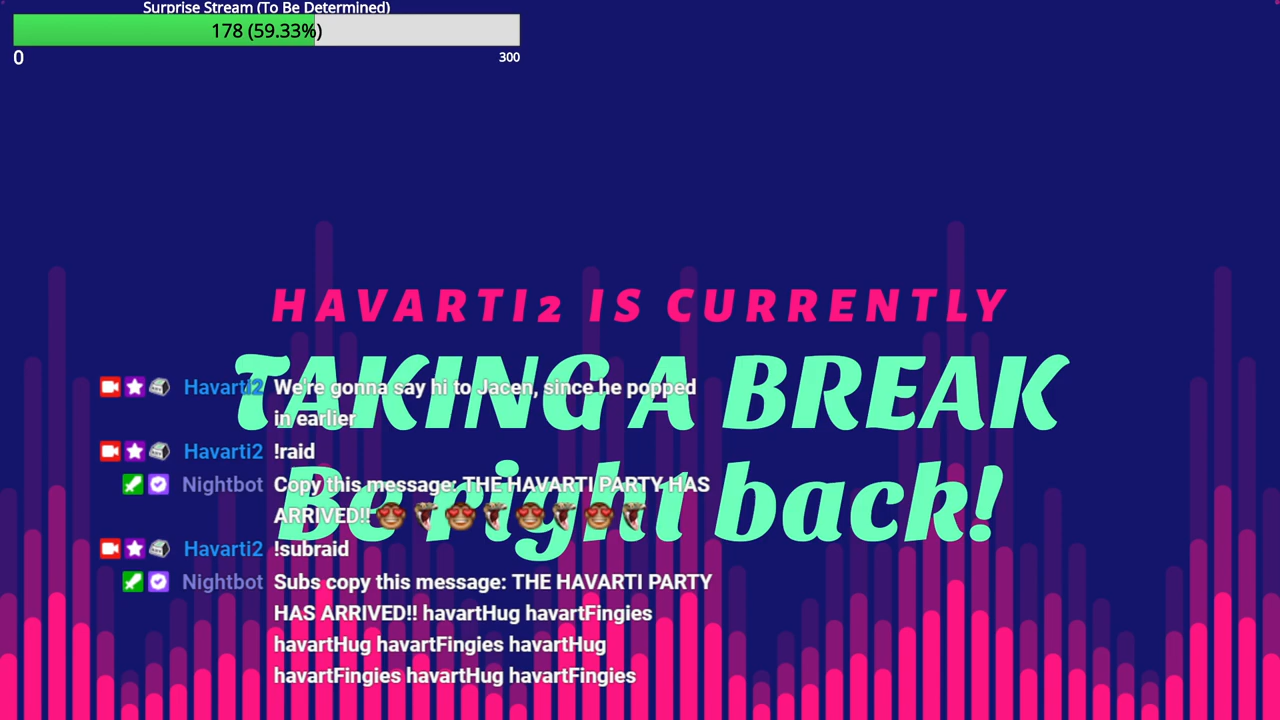 Surprise Stream (To Be Determined)
178 (59.33%)
0 300
HAVARTI2 IS CURRENTLY
TAKING A BREAK
Be right back!
Havarti2 We're gonna say hi to Jacen, since he popped
in earlier
Havarti2 !raid
Nightbot Copy this message: THE HAVARTI PARTY HAS
ARRIVED!!
Havarti2 !subraid
Nightbot Subs copy this message: THE HAVARTI PARTY
HAS ARRIVED!! havartHug havartFingies
havartHug havartFingies havartHug
havartFingies havartHug havartFingies